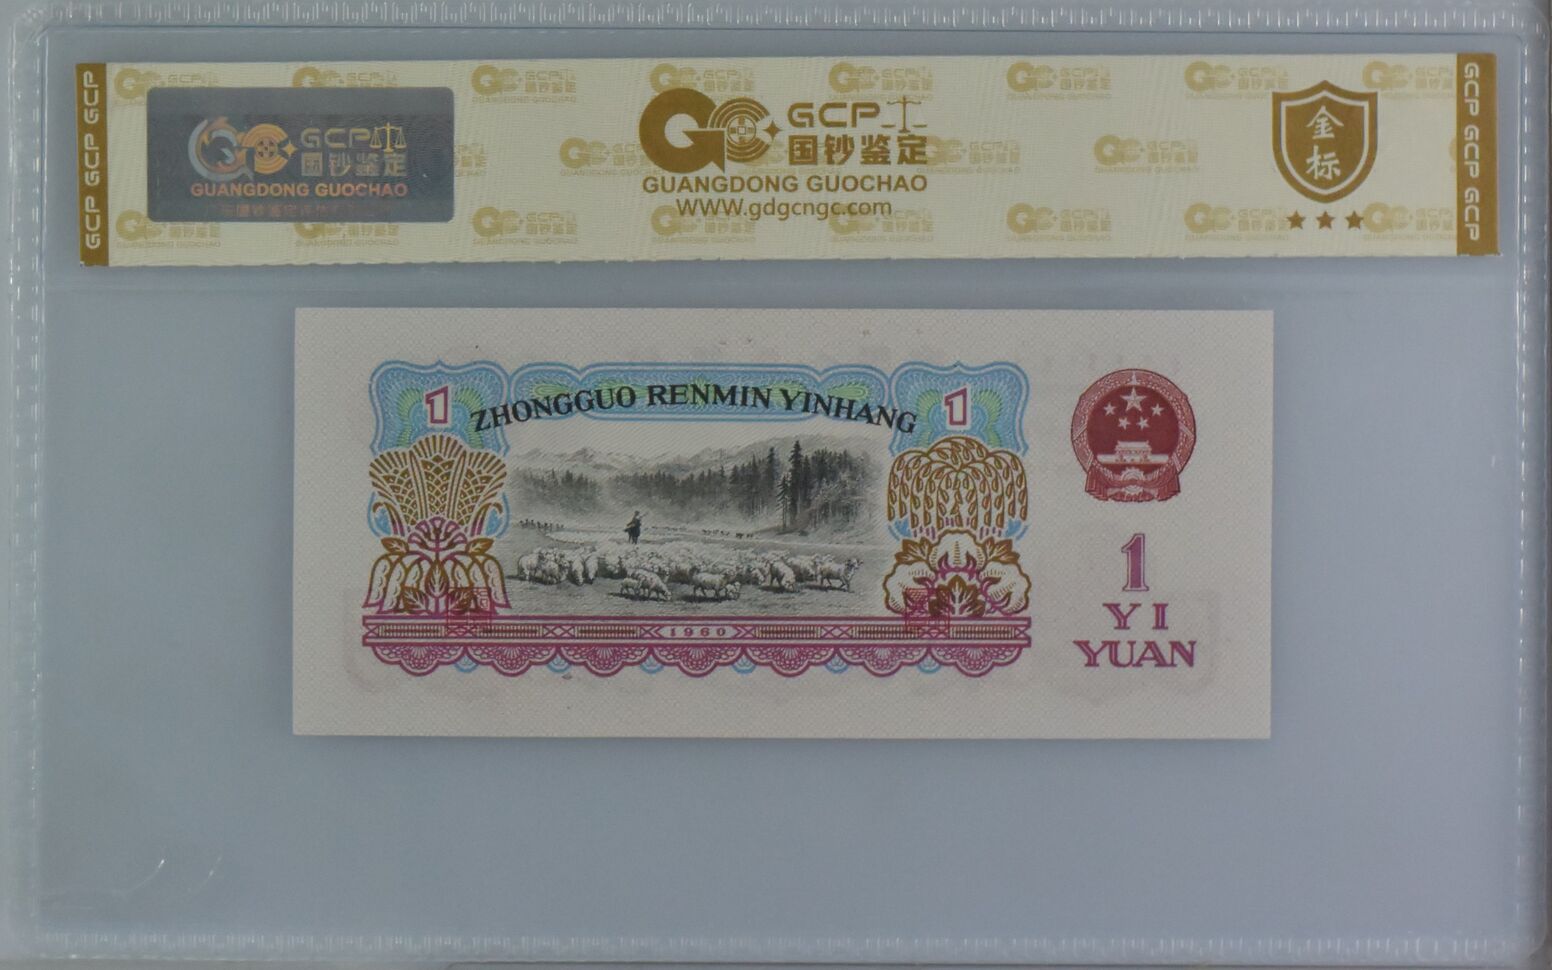 GCP GCP GCP
GCP
国钞鉴定
GUANGDONG GUOCHAO
GCP
国钞鉴定
GUANGDONG GUOCHAO
WWW.gdgcngc.com
金
标
GCP GCP GCP
1
ZHONGGUO RENMIN YINHANG
1
1960
1
YI
YUAN